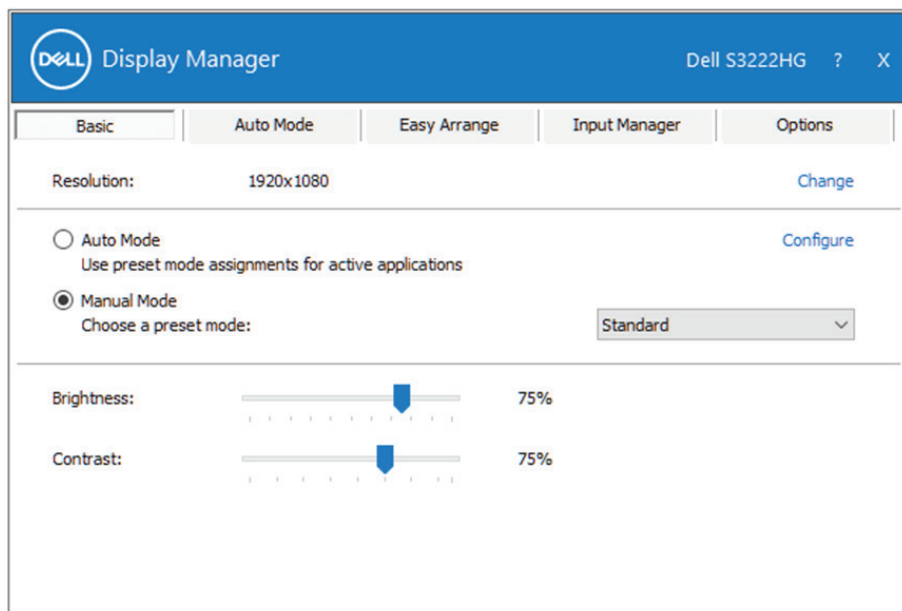 DELL Display Manager Dell S3222HG ? X
Basic Auto Mode Easy Arrange Input Manager Options
Resolution: 1920x1080 Change
Auto Mode Configure
Use preset mode assignments for active applications
Manual Mode
Choose a preset mode: Standard
Brightness: 75%
Contrast: 75%